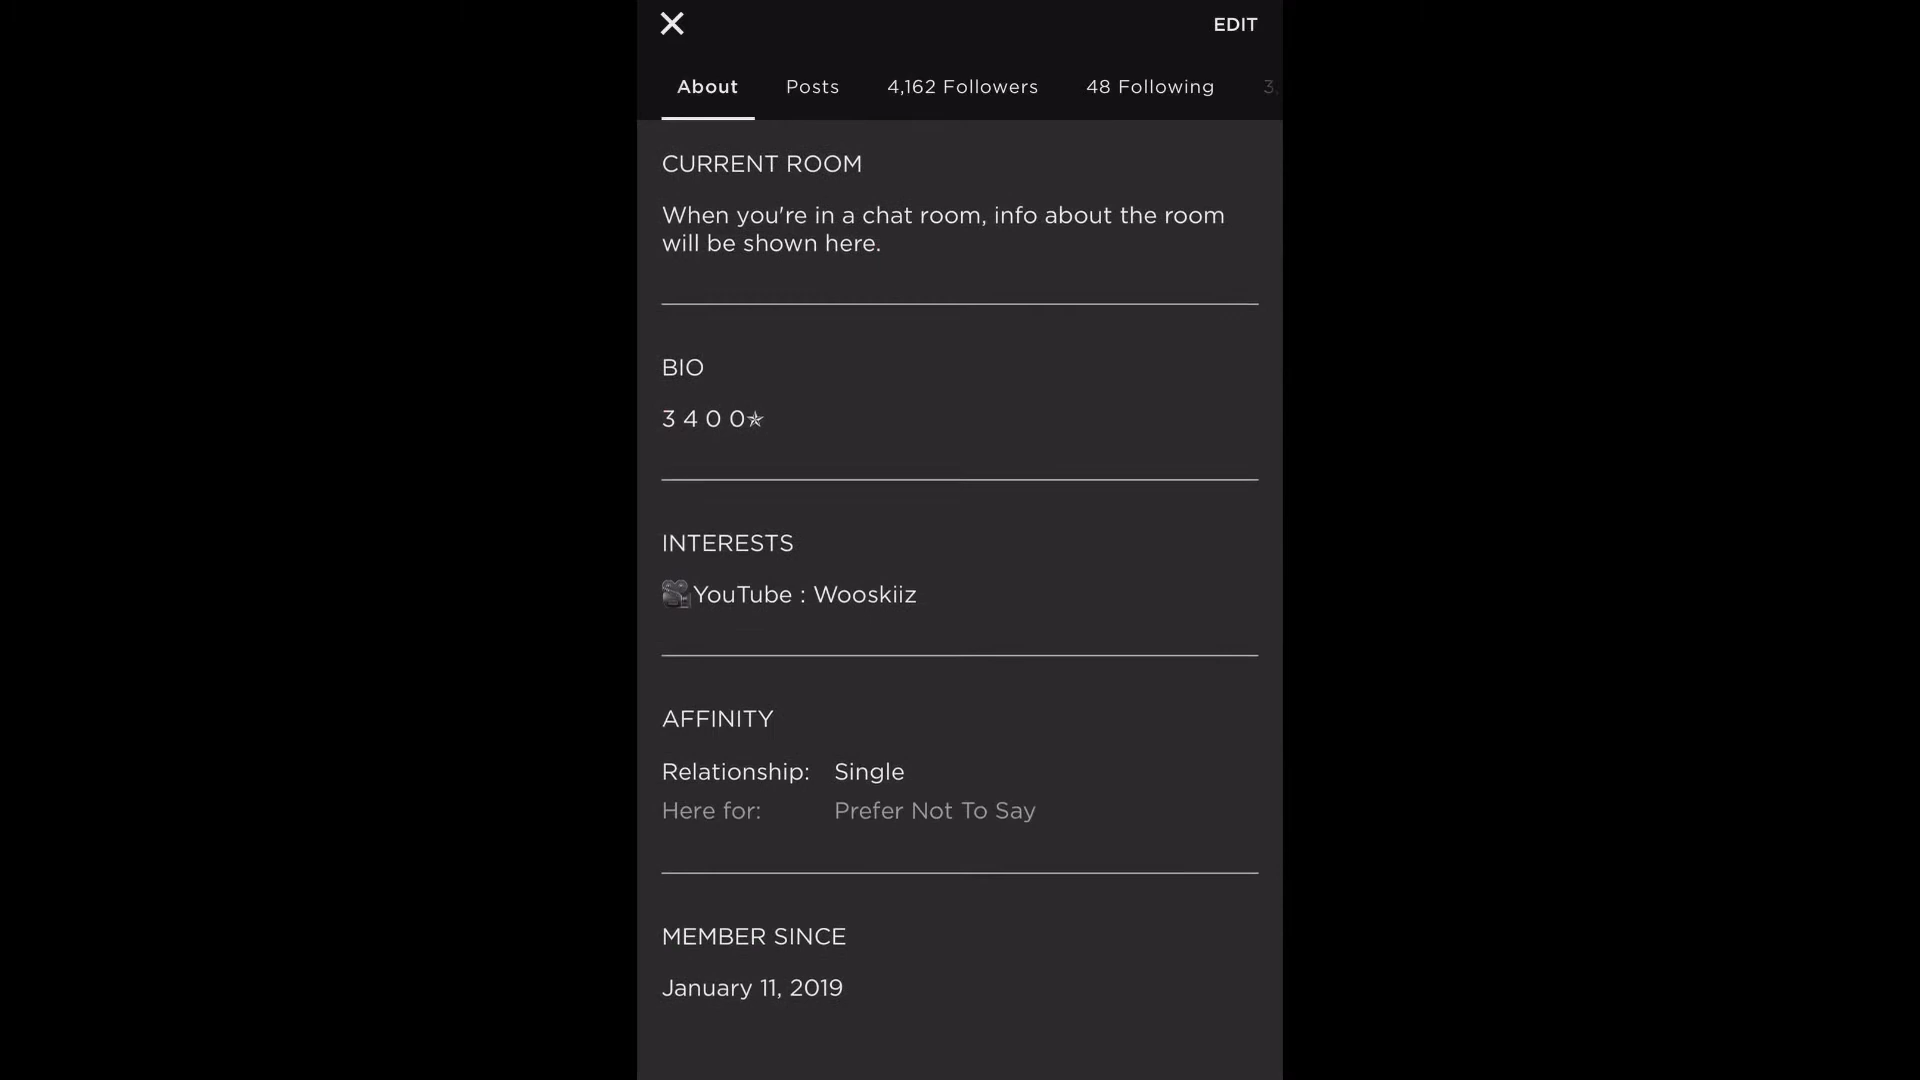 EDIT
About Posts 4,162 Followers 48 Following 3,
CURRENT ROOM
When you're in a chat room, info about the room
will be shown here.
BIO
3 4 0 0✯
INTERESTS
🎥YouTube : Wooskiiz
AFFINITY
Relationship: Single
Here for: Prefer Not To Say
MEMBER SINCE
January 11, 2019